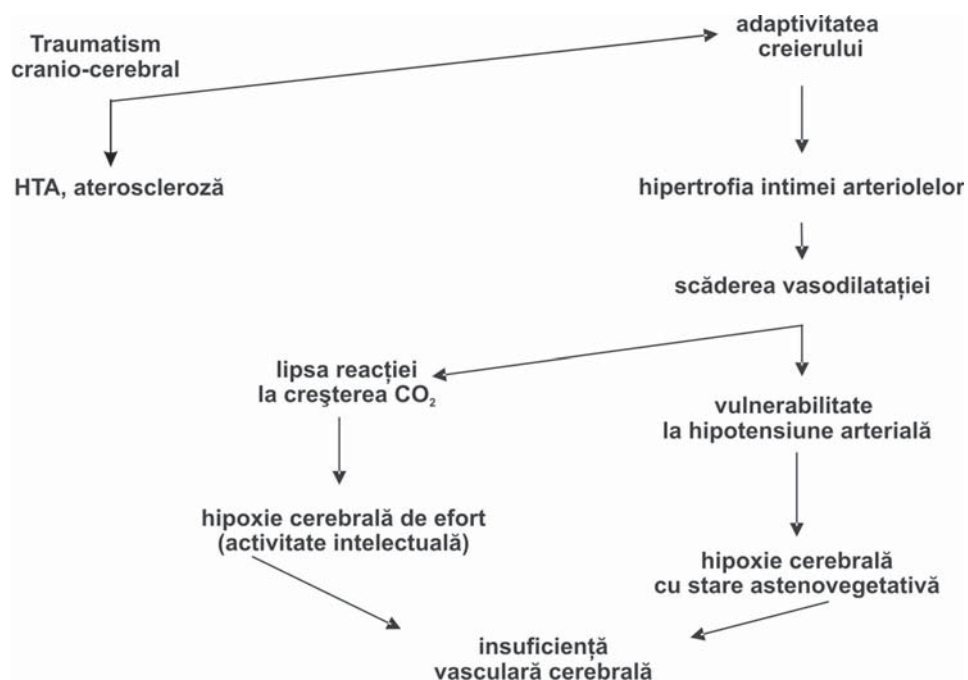 Traumatism
cranio-cerebral
adaptivitatea
creierului
HTA, ateroscleroză
hipertrofia intimei arteriolelor
scăderea vasodilatației
lipsa reacției
la creşterea CO₂
vulnerabilitate
la hipotensiune arterială
hipoxie cerebrală de efort
(activitate intelectuală)
hipoxie cerebrală
cu stare astenovegetativă
insuficiență
vasculară cerebrală